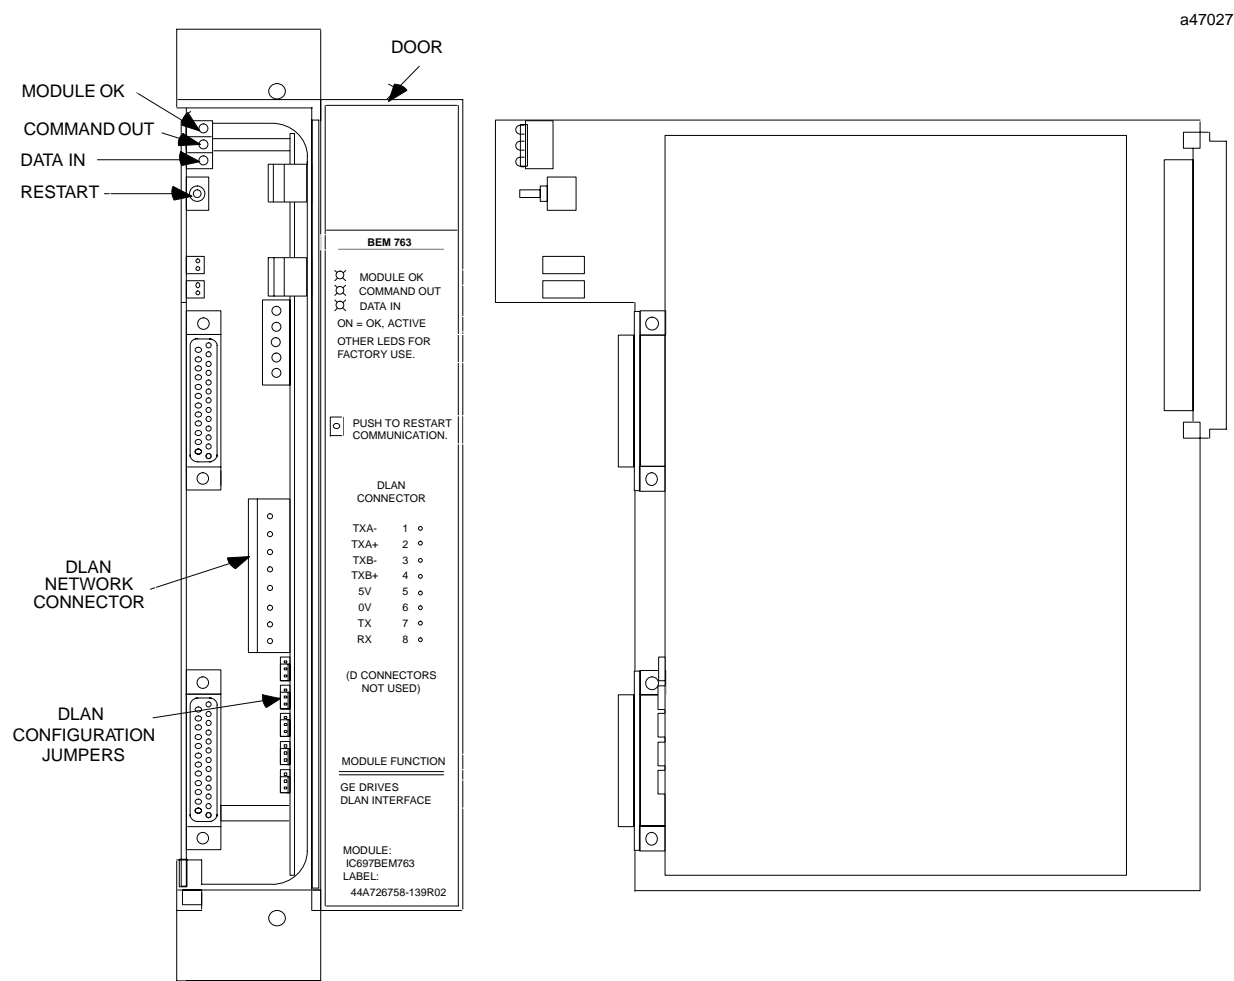 a47027
DOOR
MODULE OK
COMMAND OUT
DATA IN
RESTART
DLAN
NETWORK
CONNECTOR
DLAN
CONFIGURATION
JUMPERS
BEM 763
MODULE OK
COMMAND OUT
DATA IN
ON = OK, ACTIVE
OTHER LEDS FOR
FACTORY USE.
PUSH TO RESTART
COMMUNICATION.
DLAN
CONNECTOR
TXA- 1
TXA+ 2
TXB- 3
TXB+ 4
5V 5
0V 6
TX 7
RX 8
(D CONNECTORS
NOT USED)
MODULE FUNCTION
GE DRIVES
DLAN INTERFACE
MODULE:
IC697BEM763
LABEL:
44A726758-139R02